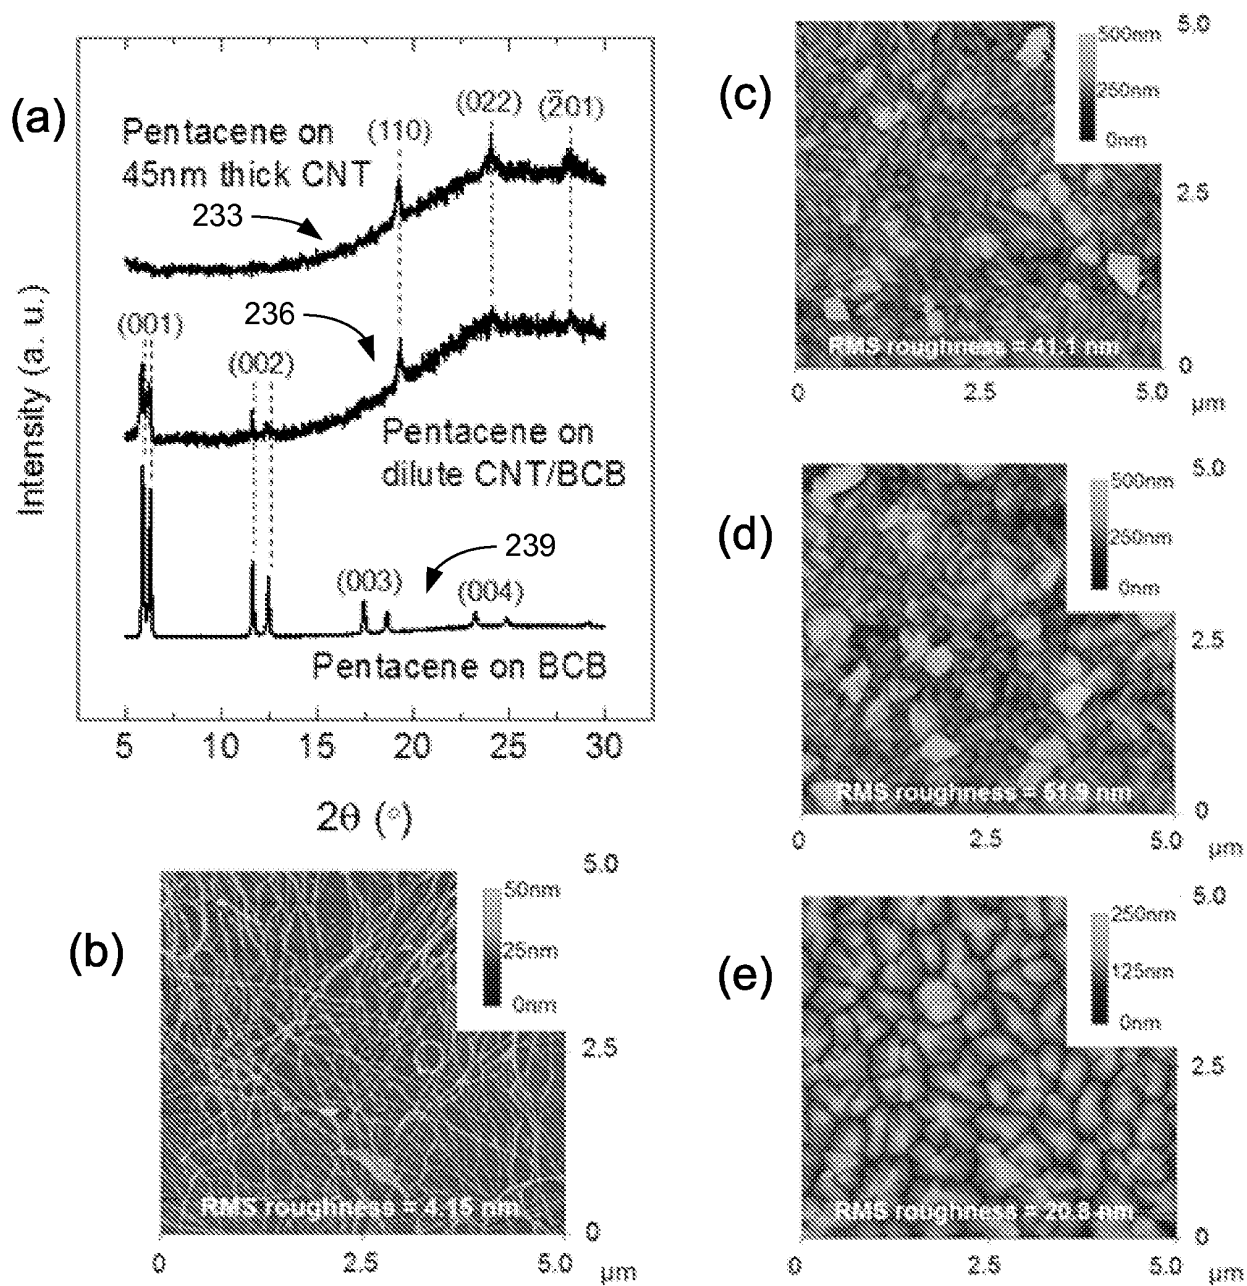 (a)
Pentacene on
45nm thick CNT
(110)
(022)
(2̅01)
233
(001)
236
(002)
Pentacene on
dilute CNT/BCB
239
(003)
(004)
Pentacene on BCB
Intensity (a. u.)
5
10
15
20
25
30
2θ (°)
(b)
5.0
50nm
25nm
0nm
2.5
RMS roughness = 4.15 nm
0
0
2.5
5.0
µm
(c)
5.0
500nm
250nm
0nm
2.5
RMS roughness = 41.1 nm
0
0
2.5
5.0
µm
(d)
5.0
500nm
250nm
0nm
2.5
RMS roughness = 51.9 nm
0
0
2.5
5.0
µm
(e)
5.0
250nm
125nm
0nm
2.5
RMS roughness = nm
0
0
2.5
5.0
µm